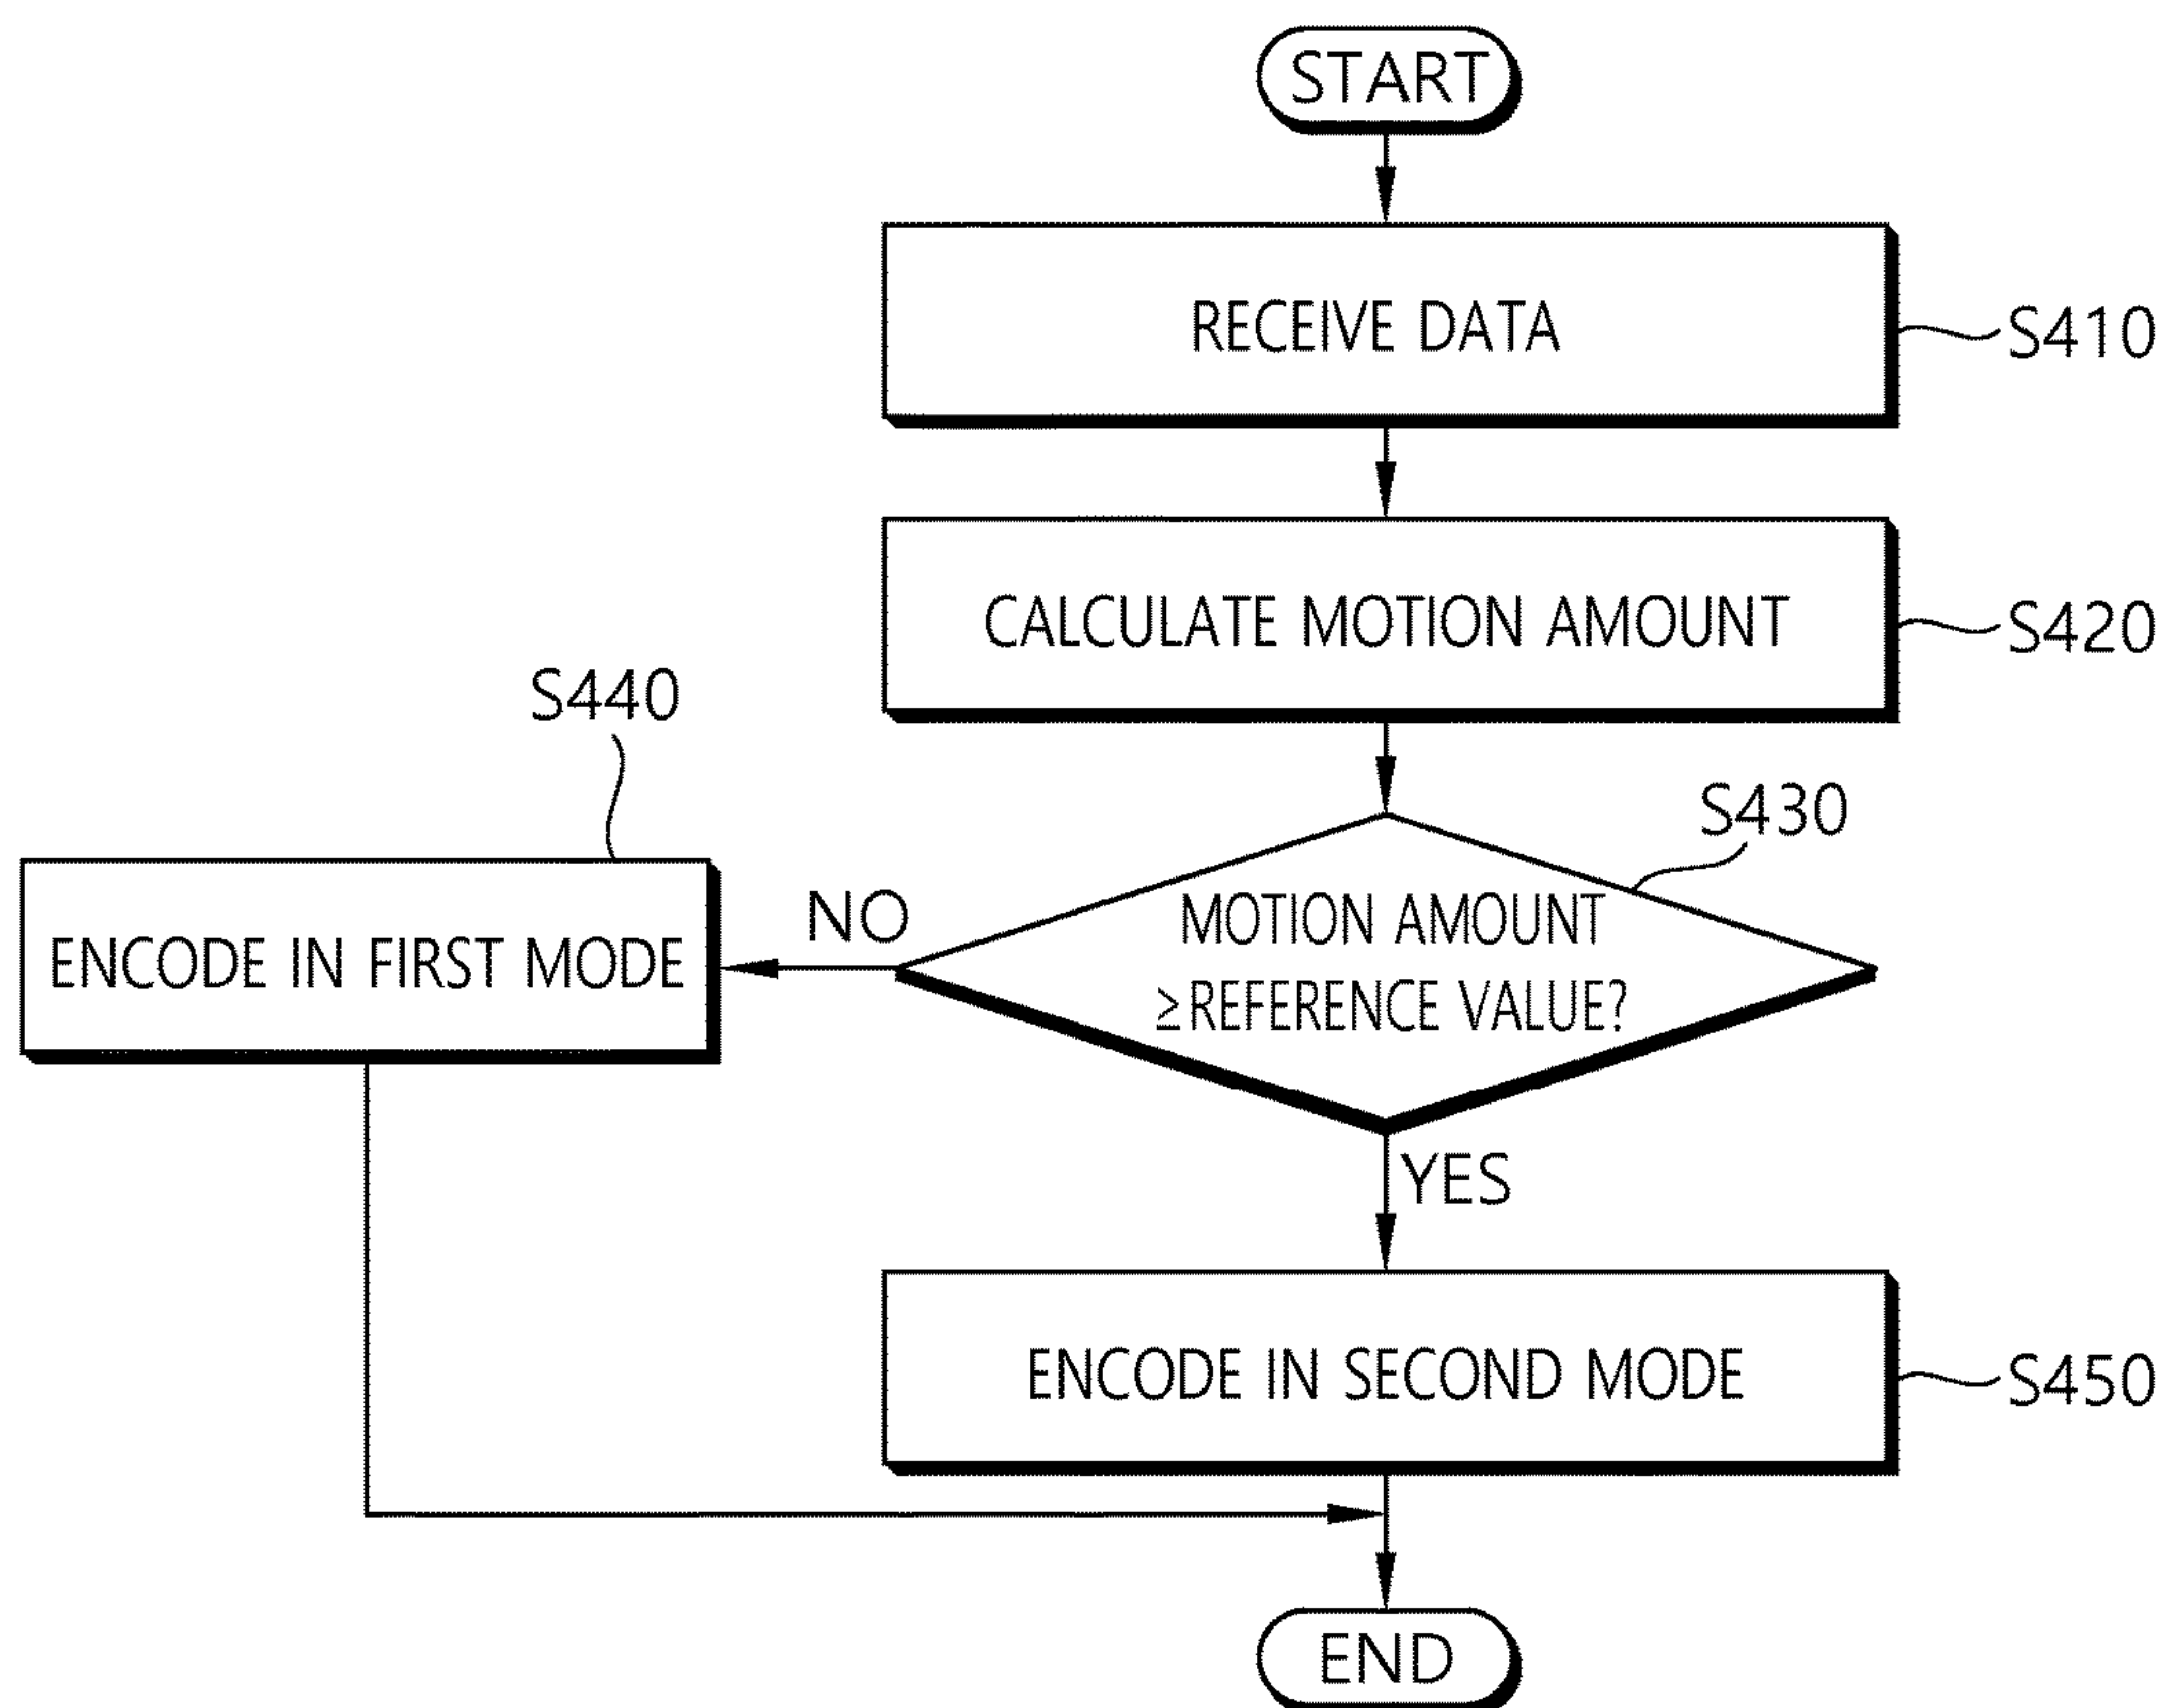 START
RECEIVE DATA
S410
CALCULATE MOTION AMOUNT
S420
S440
S430
MOTION AMOUNT
≥REFERENCE VALUE?
NO
ENCODE IN FIRST MODE
YES
ENCODE IN SECOND MODE
S450
END